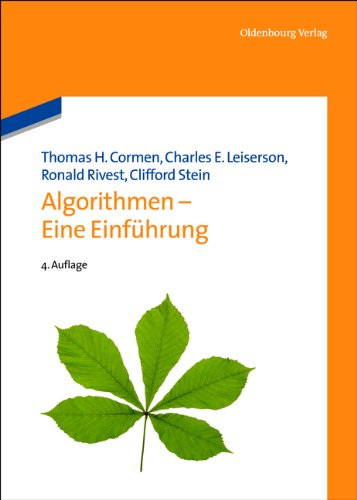 Oldenbourg Verlag
Thomas H. Cormen, Charles E. Leiserson,
Ronald Rivest, Clifford Stein
Algorithmen –
Eine Einführung
4. Auflage